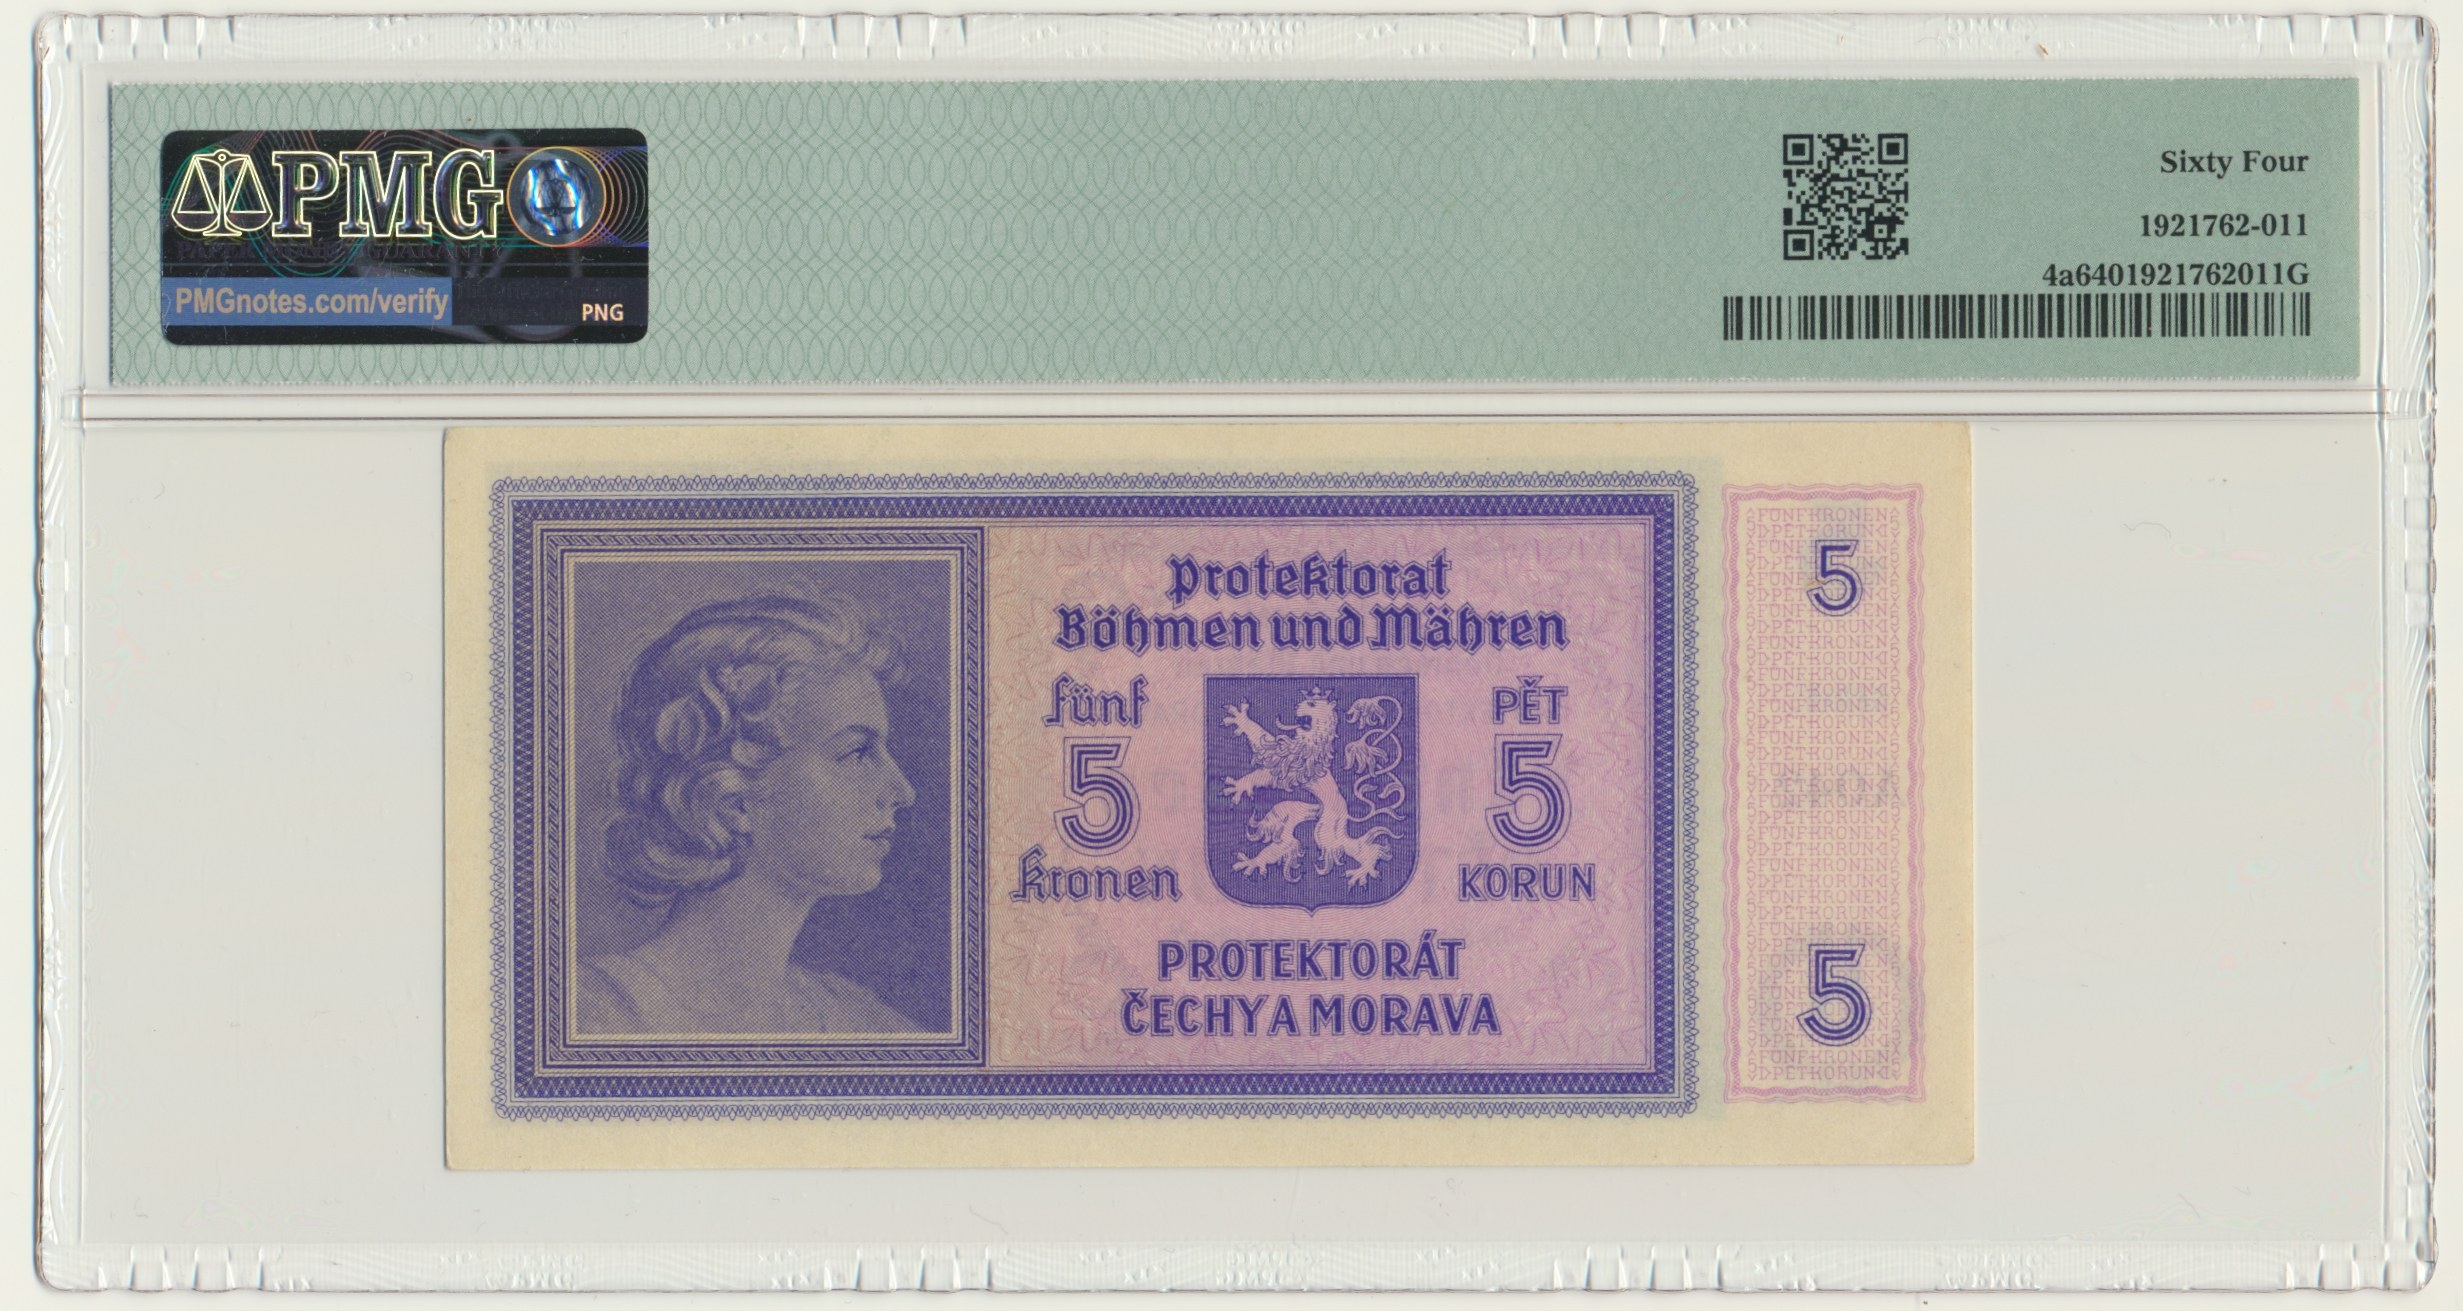 PMG
PMGnotes.com/verify
PNG
Sixty Four
1921762-011
4a6401921762011G
Protektorat
Böhmen und Mähren
fünf
5
Kronen
PĚT
5
KORUN
PROTEKTORÁT
ČECHY A MORAVA
5
5